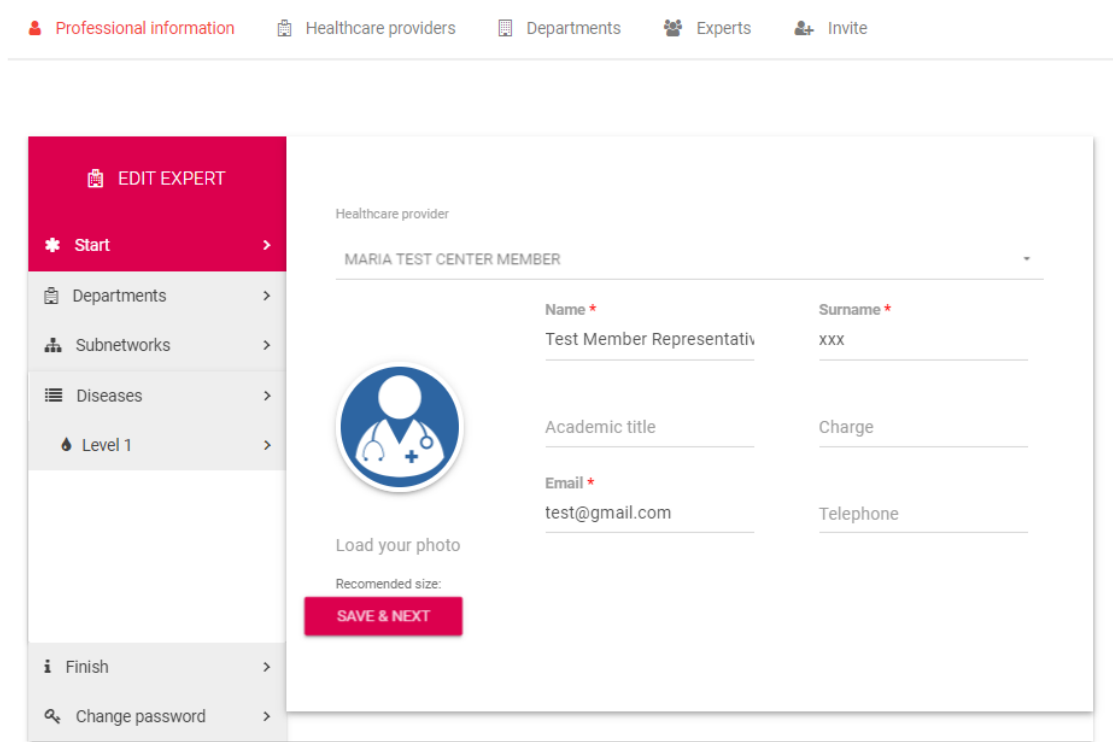 Professional information Healthcare providers Departments Experts Invite
EDIT EXPERT
Start
Departments
Subnetworks
Diseases
Level 1
Finish
Change password
Healthcare provider
MARIA TEST CENTER MEMBER
Name * Surname *
Test Member Representativ xxx
Academic title Charge
Email *
test@gmail.com Telephone
Load your photo
Recomended size:
SAVE & NEXT